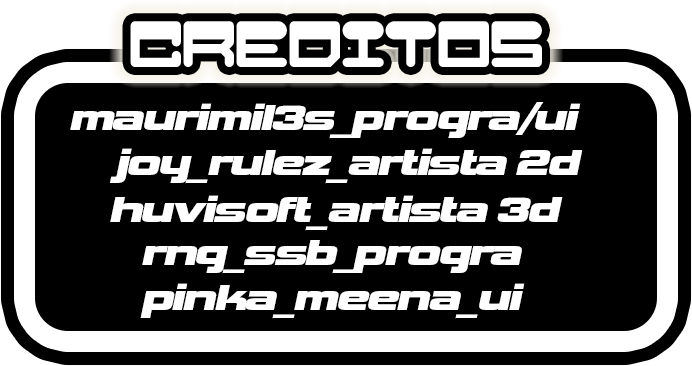 CREDITOS
maurimil3s_progra/ui
joy_rulez_artista 2d
huvisoft_artista 3d
rng_ssb_progra
pinka_meena_ui